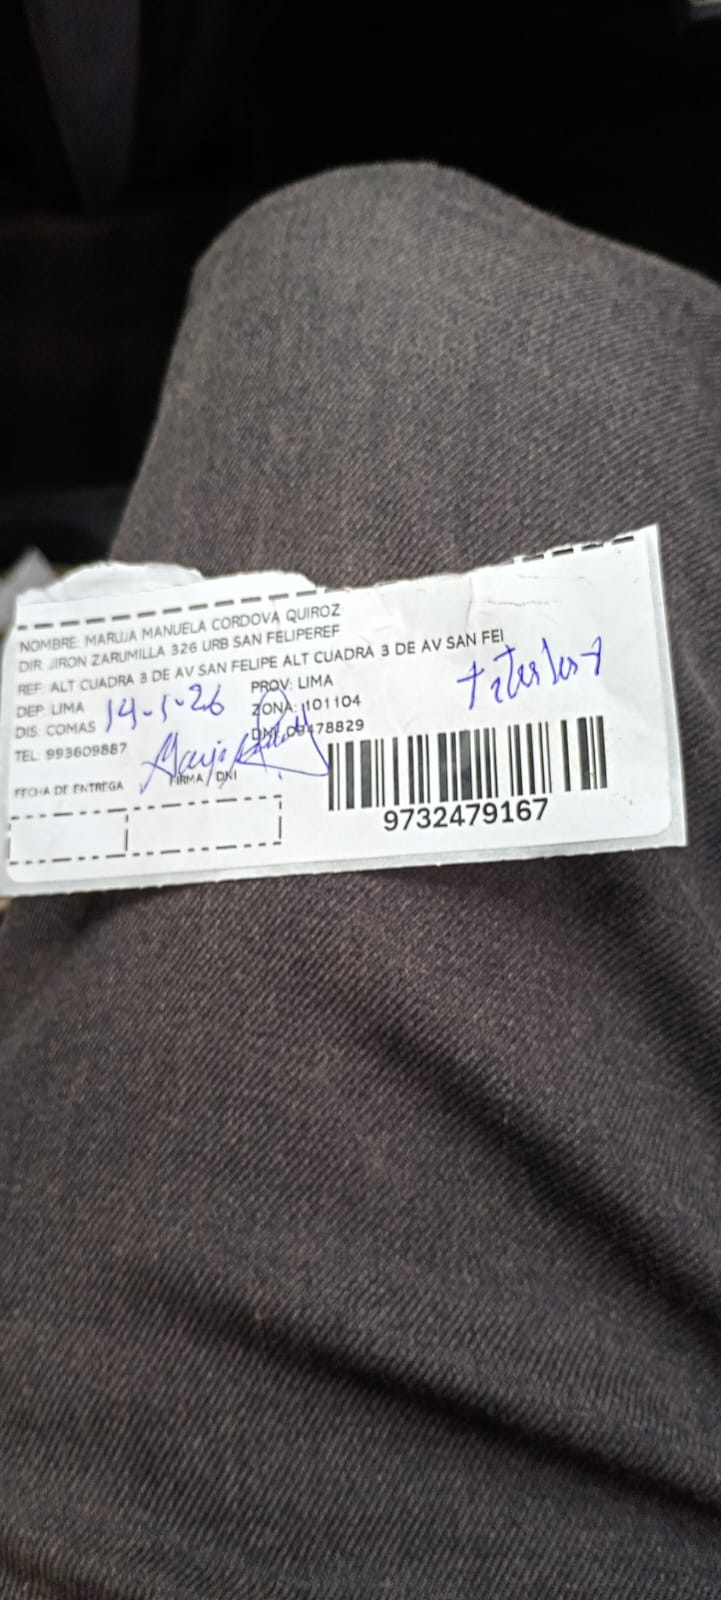 NOMBRE: MARUJA MANUELA CORDOVA QUIROZ
DIR: JIRON ZARUMILLA 326 URB SAN FELIPEREF
REF: ALT CUADRA 3 DE AV SAN FELIPE ALT CUADRA 3 DE AV SAN FEI
DEP: LIMA PROV: LIMA
DIS: COMAS 14-1-26 ZONA: 101104
TEL: 993609887 DNI: 09478829
FECHA DE ENTREGA FIRMA / DNI
9732479167